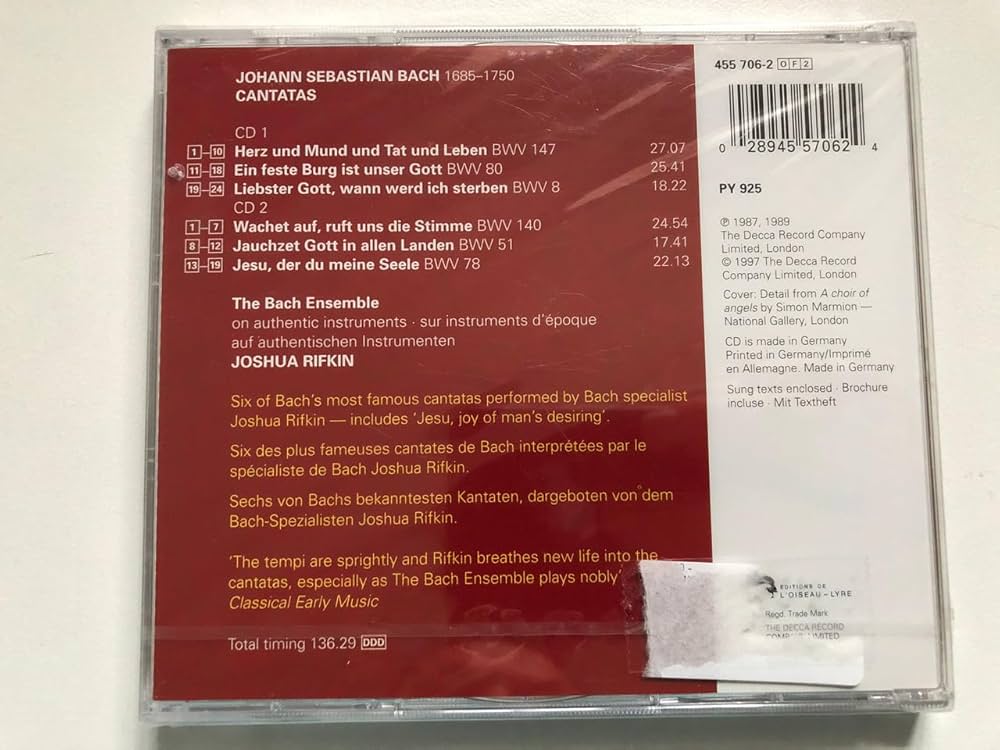 JOHANN SEBASTIAN BACH 1685–1750
CANTATAS
CD 1
1–10 Herz und Mund und Tat und Leben BWV 147 27.07
11–18 Ein feste Burg ist unser Gott BWV 80 25.41
19–24 Liebster Gott, wann werd ich sterben BWV 8 18.22
CD 2
1–7 Wachet auf, ruft uns die Stimme BWV 140 24.54
8–12 Jauchzet Gott in allen Landen BWV 51 17.41
13–19 Jesu, der du meine Seele BWV 78 22.13
The Bach Ensemble
on authentic instruments · sur instruments d'époque
auf authentischen Instrumenten
JOSHUA RIFKIN
Six of Bach's most famous cantatas performed by Bach specialist
Joshua Rifkin — includes 'Jesu, joy of man's desiring'.
Six des plus fameuses cantates de Bach interprétées par le
spécialiste de Bach Joshua Rifkin.
Sechs von Bachs bekanntesten Kantaten, dargeboten von dem
Bach-Spezialisten Joshua Rifkin.
'The tempi are sprightly and Rifkin breathes new life into the
cantatas, especially as The Bach Ensemble plays nobly'
Classical Early Music
Total timing 136.29 DDD
455 706-2 OF2
0 28945 57062 4
PY 925
℗ 1987, 1989
The Decca Record Company
Limited, London
© 1997 The Decca Record
Company Limited, London
Cover: Detail from A choir of
angels by Simon Marmion —
National Gallery, London
CD is made in Germany
Printed in Germany/Imprimé
en Allemagne. Made in Germany
Sung texts enclosed · Brochure
incluse · Mit Textheft
EDITIONS DE
L'OISEAU-LYRE
Regd. Trade Mark
THE DECCA RECORD
COMPANY LIMITED